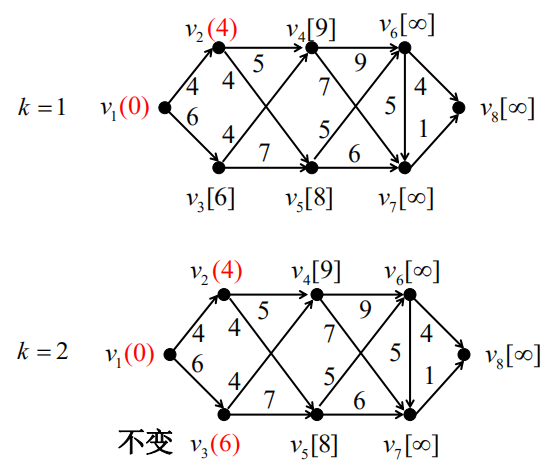 v₂(4) v₄[9] v₆[∞]
5 9
4 4 7 4
k = 1 v₁(0) 5 v₈[∞]
6 4 5 1
7 6
v₃[6] v₅[8] v₇[∞]
v₂(4) v₄[9] v₆[∞]
5 9
4 4 7 4
k = 2 v₁(0) 5 v₈[∞]
6 4 5 1
7 6
不变 v₃(6) v₅[8] v₇[∞]